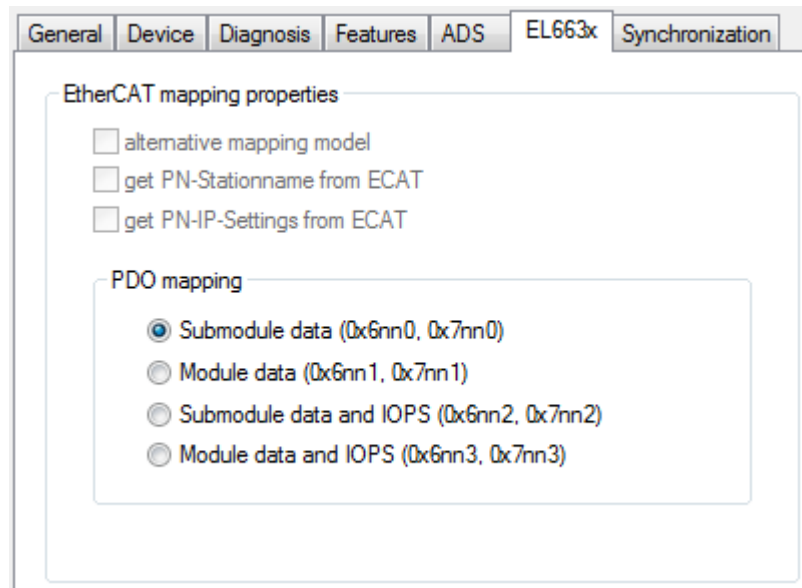 General Device Diagnosis Features ADS EL663x Synchronization
EtherCAT mapping properties
alternative mapping model
get PN-Stationname from ECAT
get PN-IP-Settings from ECAT
PDO mapping
Submodule data (0x6nn0, 0x7nn0)
Module data (0x6nn1, 0x7nn1)
Submodule data and IOPS (0x6nn2, 0x7nn2)
Module data and IOPS (0x6nn3, 0x7nn3)